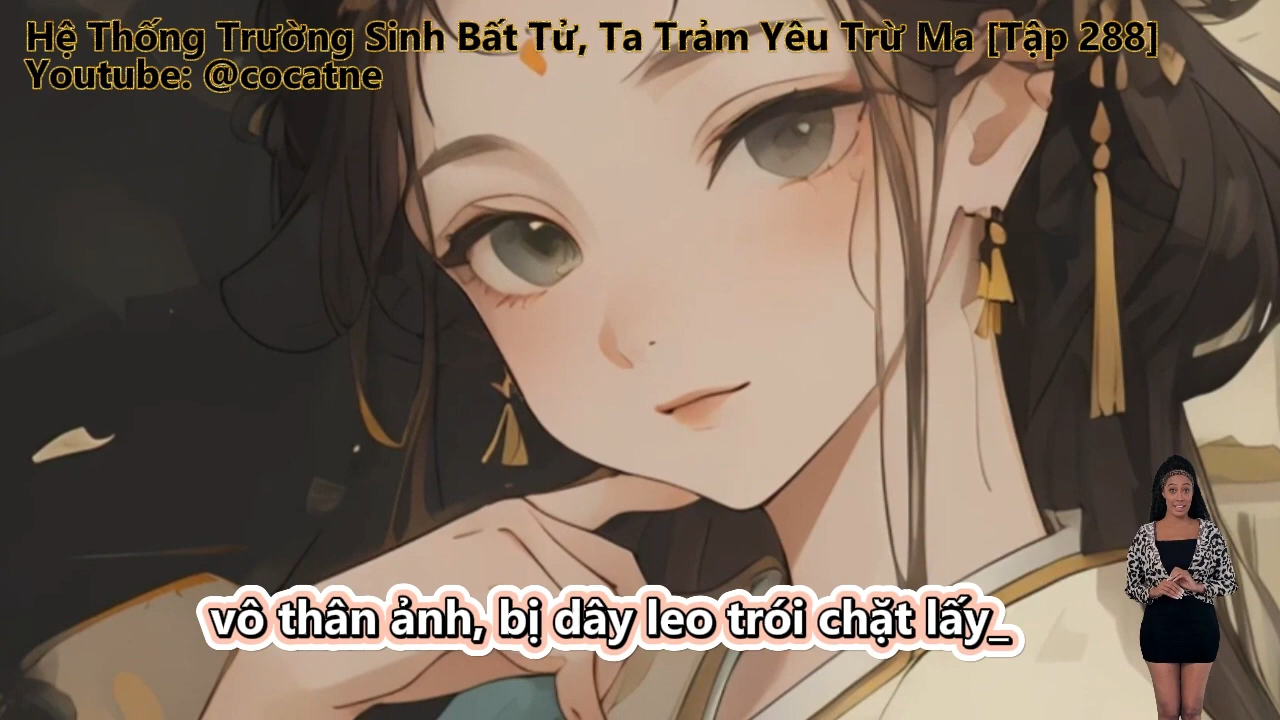 Hệ Thống Trường Sinh Bất Tử, Ta Trảm Yêu Trừ Ma [Tập 288]
Youtube: @cocatne
vô thân ảnh, bị dây leo trói chặt lấy_